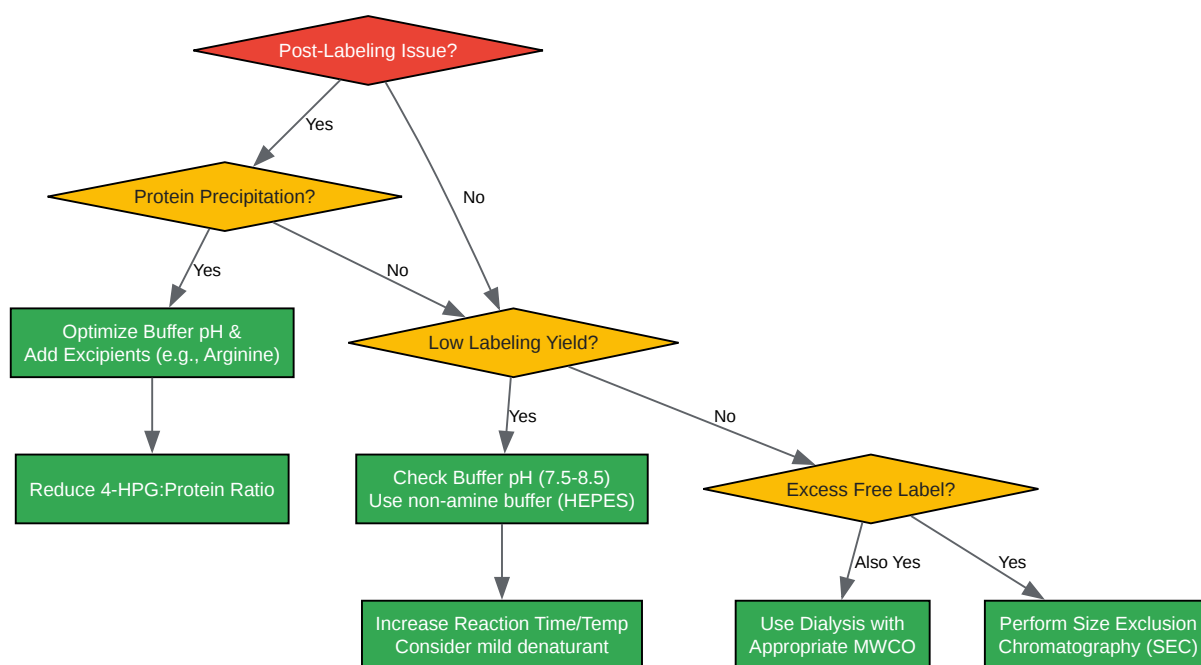 Post-Labeling Issue?
Yes
Protein Precipitation?
No
Yes
No
Optimize Buffer pH &
Add Excipients (e.g., Arginine)
Low Labeling Yield?
Yes
No
Reduce 4-HPG:Protein Ratio
Check Buffer pH (7.5-8.5)
Use non-amine buffer (HEPES)
Excess Free Label?
Also Yes
Yes
Increase Reaction Time/Temp
Consider mild denaturant
Use Dialysis with
Appropriate MWCO
Perform Size Exclusion
Chromatography (SEC)